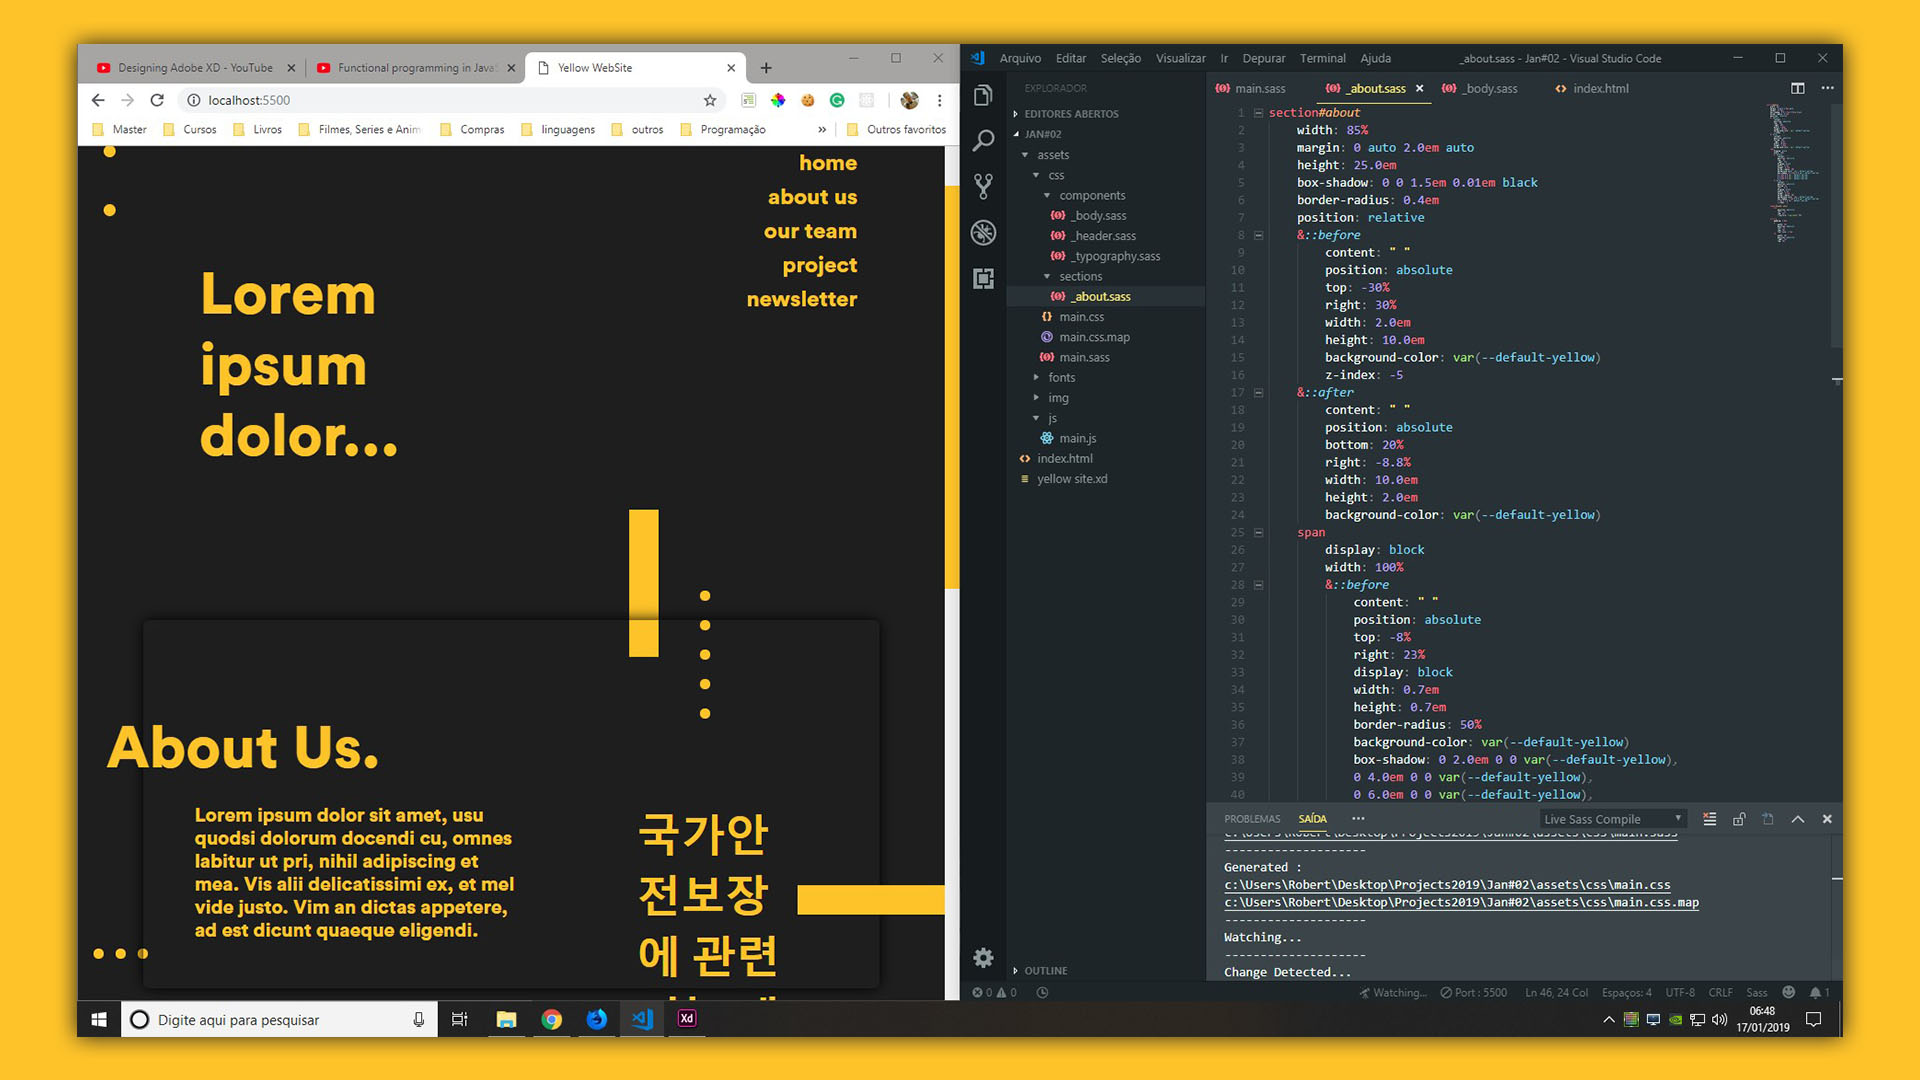 Designing Adobe XD - YouTube
Functional programming in Java
Yellow WebSite
localhost:5500
Master
Cursos
Livros
Filmes, Series e Anim
Compras
linguagens
outros
Programação
»
Outros favoritos
home
about us
our team
project
newsletter
Lorem
ipsum
dolor...
About Us.
Lorem ipsum dolor sit amet, usu
quodsi dolorum docendi cu, omnes
labitur ut pri, nihil adipiscing et
mea. Vis alii delicatissimi ex, et mel
vide justo. Vim an dictas appetere,
ad est dicunt quaeque eligendi.
국가안
전보장
에 관련
Arquivo Editar Seleção Visualizar Ir Depurar Terminal Ajuda
_about.sass - Jan#02 - Visual Studio Code
EXPLORADOR
EDITORES ABERTOS
JAN#02
assets
css
components
_body.sass
_header.sass
_typography.sass
sections
_about.sass
main.css
main.css.map
main.sass
fonts
img
js
main.js
index.html
yellow site.xd
OUTLINE
main.sass
_about.sass
_body.sass
index.html
1 section#about
2 width: 85%
3 margin: 0 auto 2.0em auto
4 height: 25.0em
5 box-shadow: 0 0 1.5em 0.01em black
6 border-radius: 0.4em
7 position: relative
8 &::before
9 content: " "
10 position: absolute
11 top: -30%
12 right: 30%
13 width: 2.0em
14 height: 10.0em
15 background-color: var(--default-yellow)
16 z-index: -5
17 &::after
18 content: " "
19 position: absolute
20 bottom: 20%
21 right: -8.8%
22 width: 10.0em
23 height: 2.0em
24 background-color: var(--default-yellow)
25 span
26 display: block
27 width: 100%
28 &::before
29 content: " "
30 position: absolute
31 top: -8%
32 right: 23%
33 display: block
34 width: 0.7em
35 height: 0.7em
36 border-radius: 50%
37 background-color: var(--default-yellow)
38 box-shadow: 0 2.0em 0 0 var(--default-yellow),
39 0 4.0em 0 0 var(--default-yellow),
40 0 6.0em 0 0 var(--default-yellow),
PROBLEMAS SAÍDA ...
Live Sass Compile
c:\Users\Robert\Desktop\Projects2019\Jan#02\assets\css\main.sass
--------------------
Generated :
c:\Users\Robert\Desktop\Projects2019\Jan#02\assets\css\main.css
c:\Users\Robert\Desktop\Projects2019\Jan#02\assets\css\main.css.map
--------------------
Watching...
--------------------
Change Detected...
0 0
Watching...
Port : 5500
Ln 46, 24 Col
Espaços: 4
UTF-8
CRLF
Sass
1
Digite aqui para pesquisar
Xd
06:48
17/01/2019